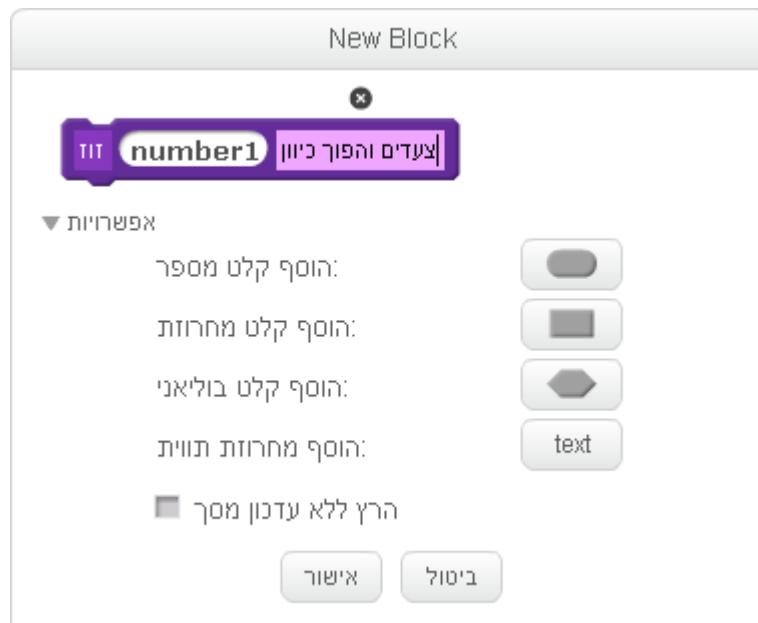 New Block
זוז number1 צעדים והפוך כיוון
אפשרויות
הוסף קלט מספר:
הוסף קלט מחרוזת:
הוסף קלט בוליאני:
הוסף מחרוזת תווית: text
הרץ ללא עדכון מסך
אישור ביטול